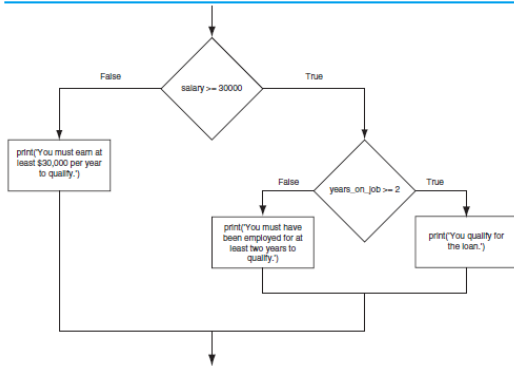 False
True
salary >= 30000
print('You must earn at
least $30,000 per year
to qualify.')
False
True
years_on_job >= 2
print('You must have
been employed for at
least two years to
qualify.')
print('You qualify for
the loan.')